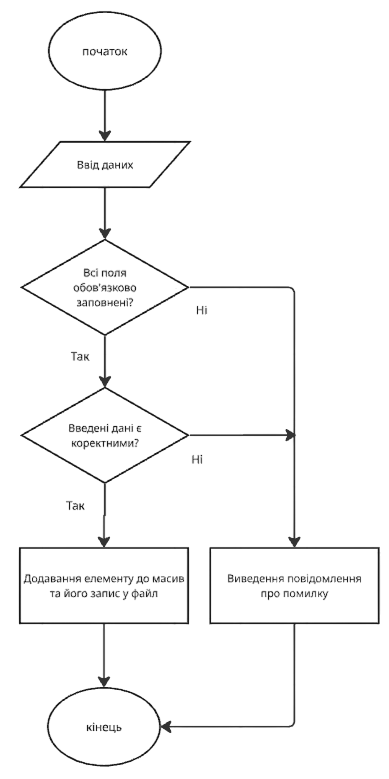 початок
Ввід даних
Всі поля
обов'язково
заповнені?
Ні
Так
Введені дані є
коректними?
Ні
Так
Додавання елементу до масив
та його запис у файл
Виведення повідомлення
про помилку
кінець